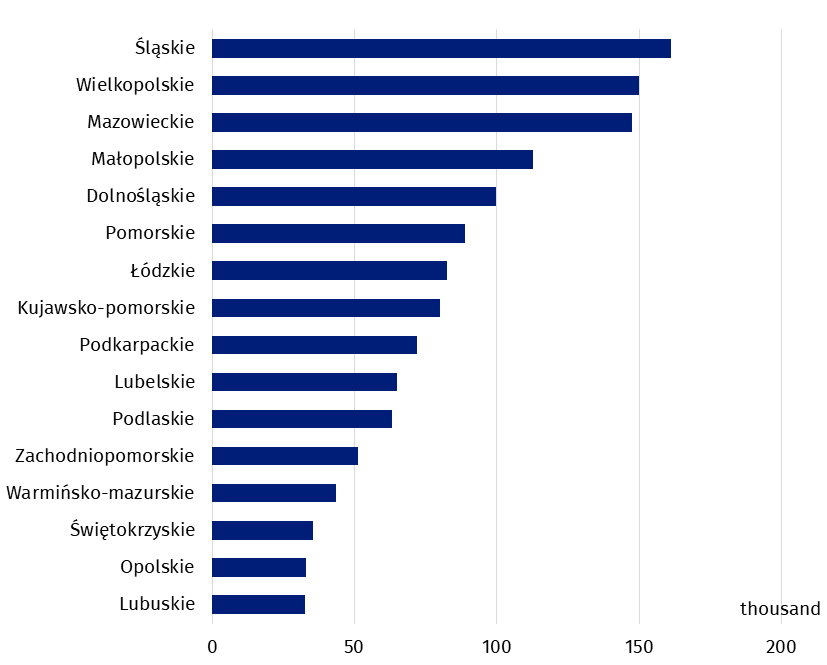 Śląskie
Wielkopolskie
Mazowieckie
Małopolskie
Dolnośląskie
Pomorskie
Łódzkie
Kujawsko-pomorskie
Podkarpackie
Lubelskie
Podlaskie
Zachodniopomorskie
Warmińsko-mazurskie
Świętokrzyskie
Opolskie
Lubuskie
thousand
0 50 100 150 200